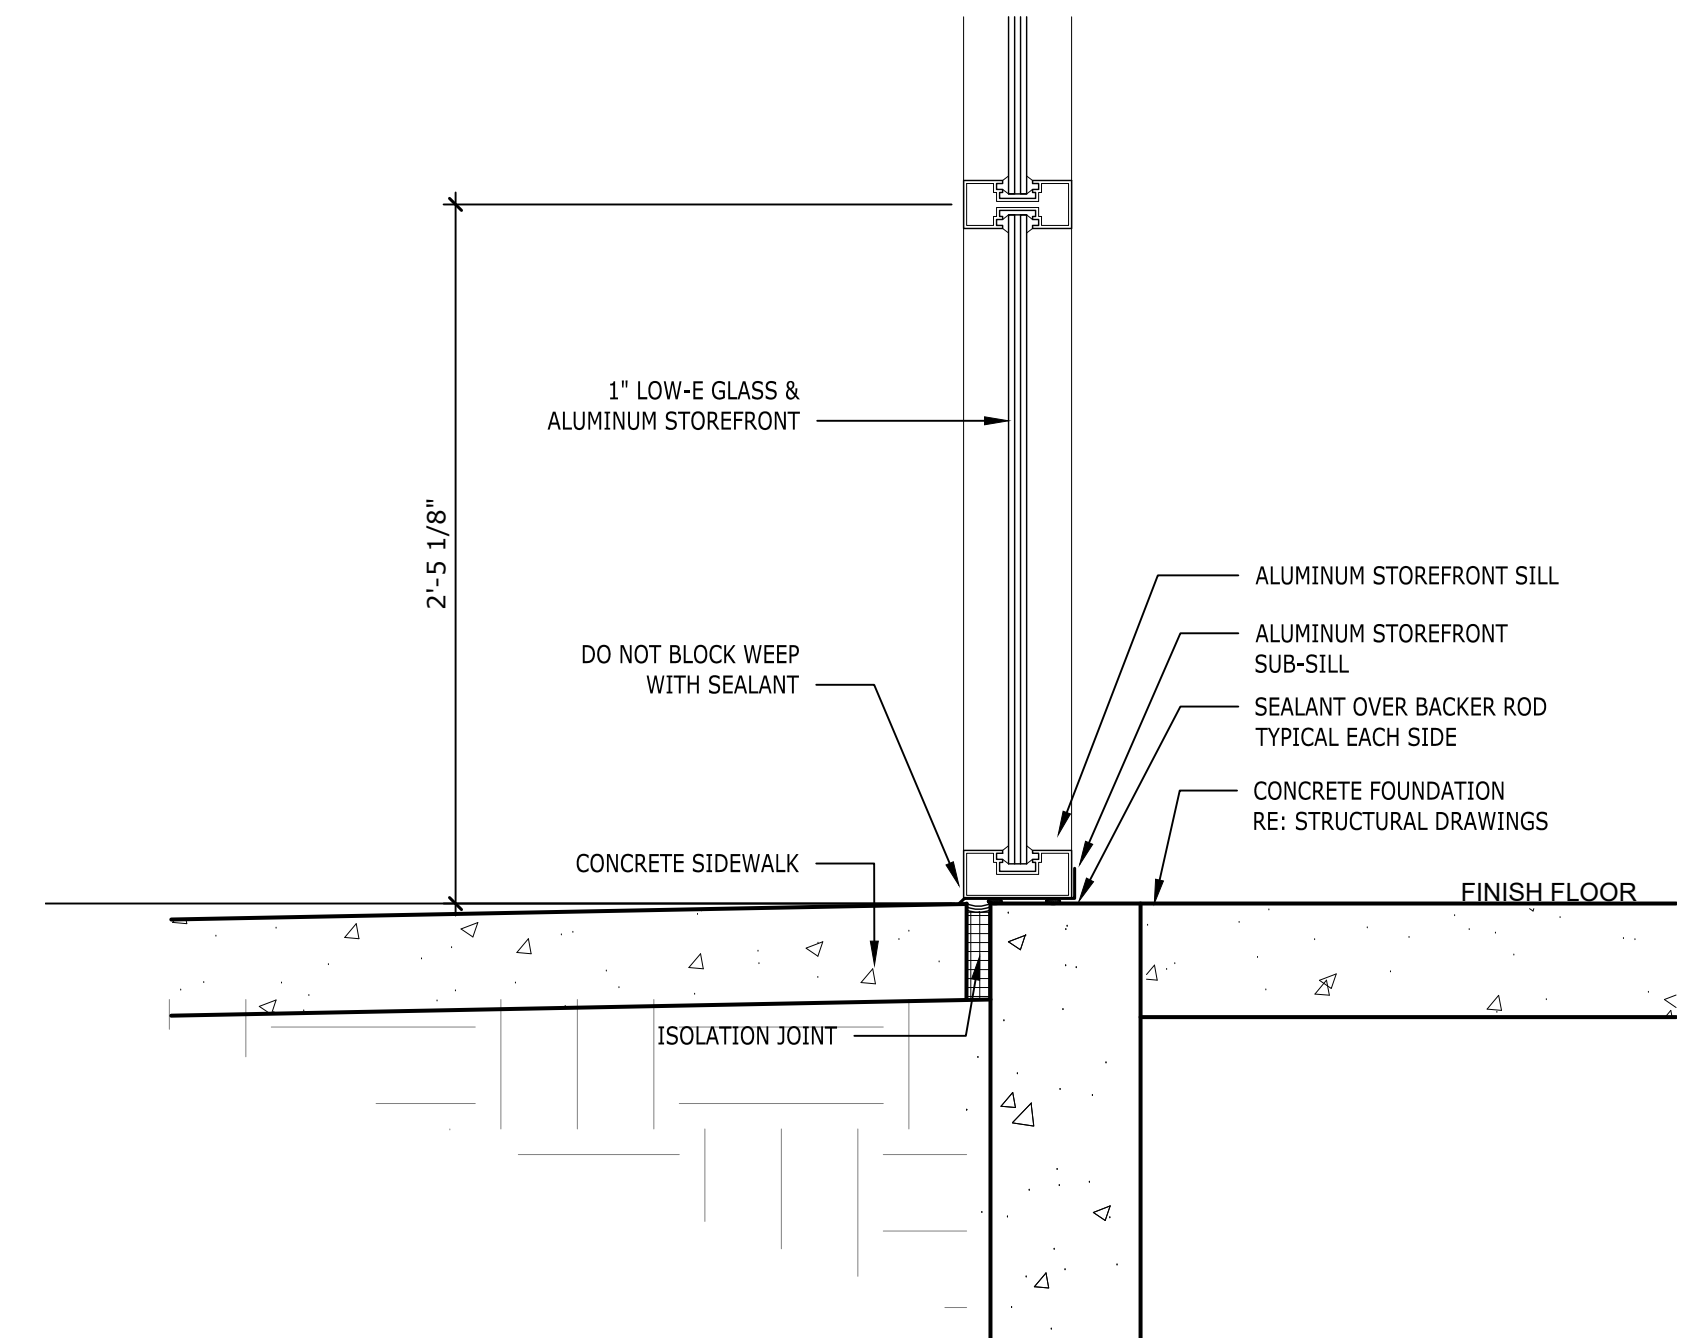 1" LOW-E GLASS &
ALUMINUM STOREFRONT
2'-5 1/8"
ALUMINUM STOREFRONT SILL
ALUMINUM STOREFRONT
SUB-SILL
DO NOT BLOCK WEEP
WITH SEALANT
SEALANT OVER BACKER ROD
TYPICAL EACH SIDE
CONCRETE FOUNDATION
RE: STRUCTURAL DRAWINGS
CONCRETE SIDEWALK
FINISH FLOOR
ISOLATION JOINT